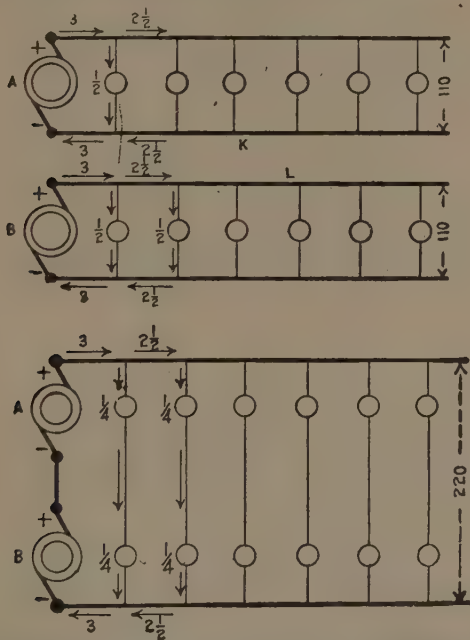 3 2½
+
A ½ 110
-
3 2½
K
3 2½ L
+
B ½ ½ 110
-
3 2½
3 2½
+
A ¼ ¼
-
220
+
B ¼ ¼
-
3 2½